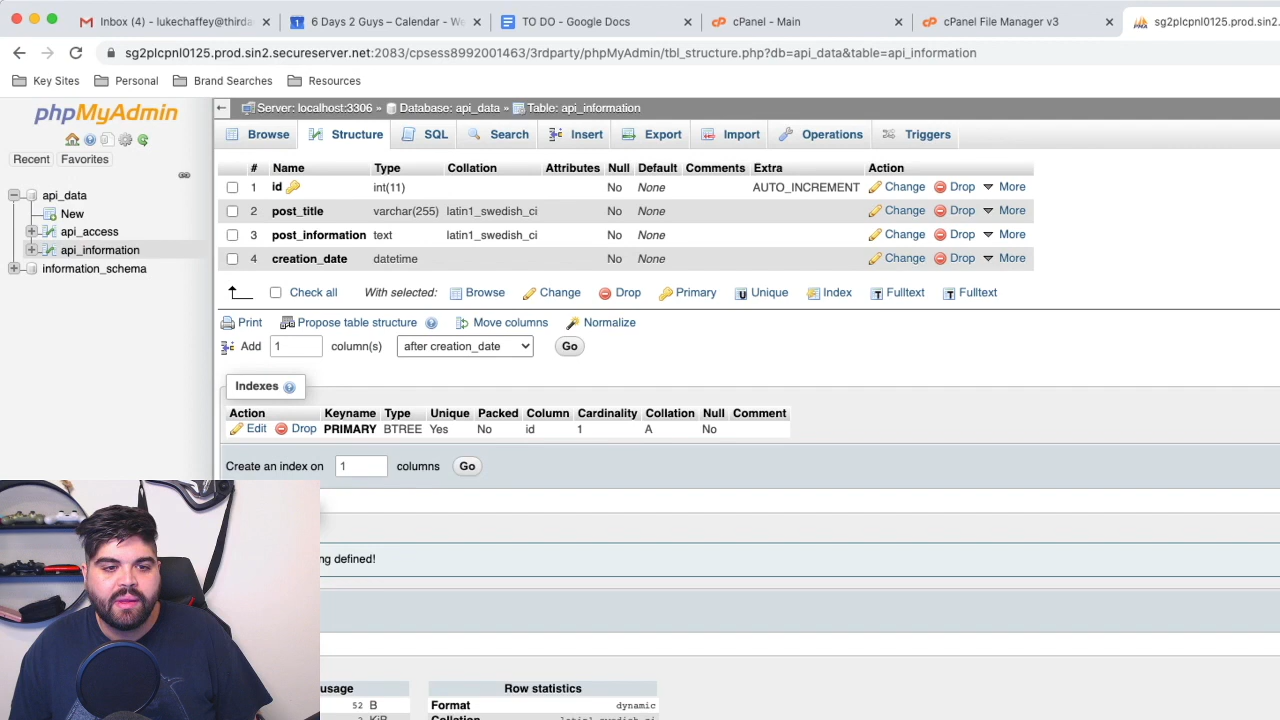 Inbox (4) - lukechaffey@thirda
6 Days 2 Guys – Calendar - We
TO DO - Google Docs
cPanel - Main
cPanel File Manager v3
sg2plcpnl0125.prod.sin2.secu
sg2plcpnl0125.prod.sin2.secureserver.net:2083/cpsess8992001463/3rdparty/phpMyAdmin/tbl_structure.php?db=api_data&table=api_information
Key Sites Personal Brand Searches Resources
phpMyAdmin
Recent Favorites
api_data
New
api_access
api_information
information_schema
Server: localhost:3306 » Database: api_data » Table: api_information
Browse Structure SQL Search Insert Export Import Operations Triggers
# Name Type Collation Attributes Null Default Comments Extra Action
1 id int(11) No None AUTO_INCREMENT Change Drop More
2 post_title varchar(255) latin1_swedish_ci No None Change Drop More
3 post_information text latin1_swedish_ci No None Change Drop More
4 creation_date datetime No None Change Drop More
Check all With selected: Browse Change Drop Primary Unique Index Fulltext Fulltext
Print Propose table structure Move columns Normalize
Add 1 column(s) after creation_date Go
Indexes
Action Keyname Type Unique Packed Column Cardinality Collation Null Comment
Edit Drop PRIMARY BTREE Yes No id 1 A No
Create an index on 1 columns Go
ng defined!
usage
52 B
KiB
Row statistics
Format dynamic
Collation latin1_swedish_ci